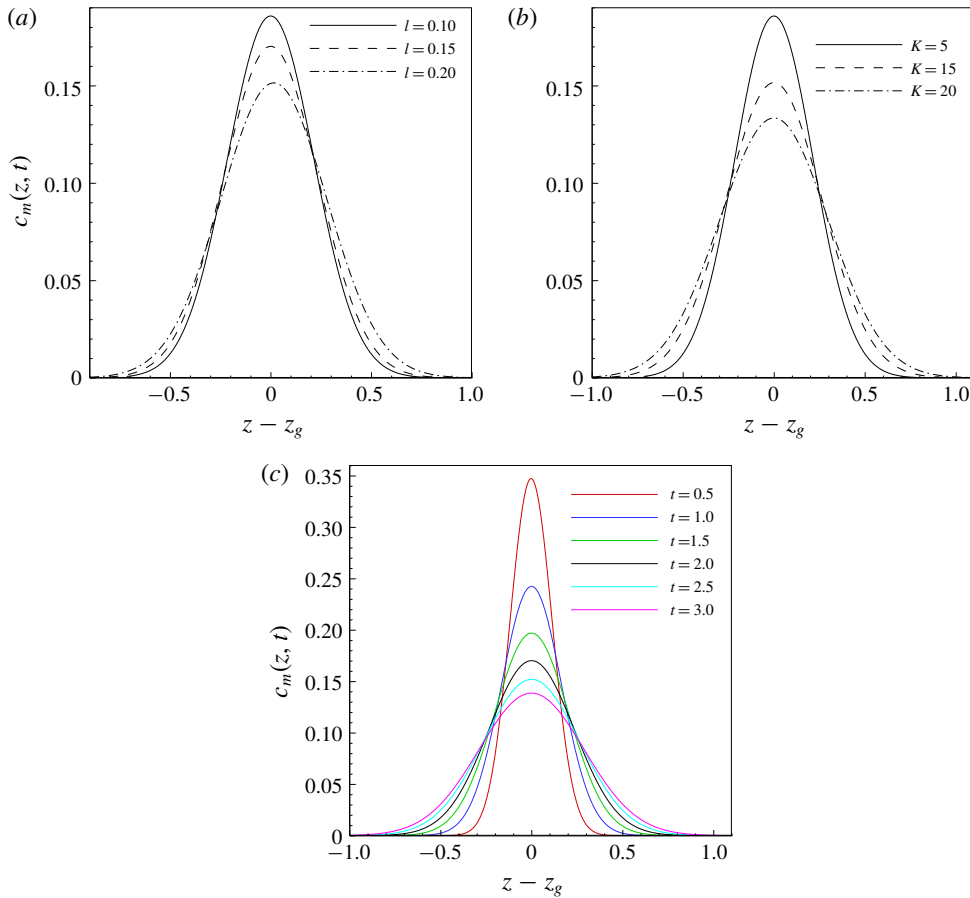 (a)
l = 0.10
l = 0.15
l = 0.20
0.15
0.10
0.05
0
c_m(z, t)
−0.5
0
0.5
1.0
z − z_g
(b)
K = 5
K = 15
K = 20
0.15
0.10
0.05
0
−1.0
−0.5
0
0.5
1.0
z − z_g
(c)
t = 0.5
t = 1.0
t =1.5
t = 2.0
t = 2.5
t = 3.0
0.35
0.30
0.25
0.20
0.15
0.10
0.05
0
c_m(z, t)
−1.0
−0.5
0
0.5
1.0
z − z_g